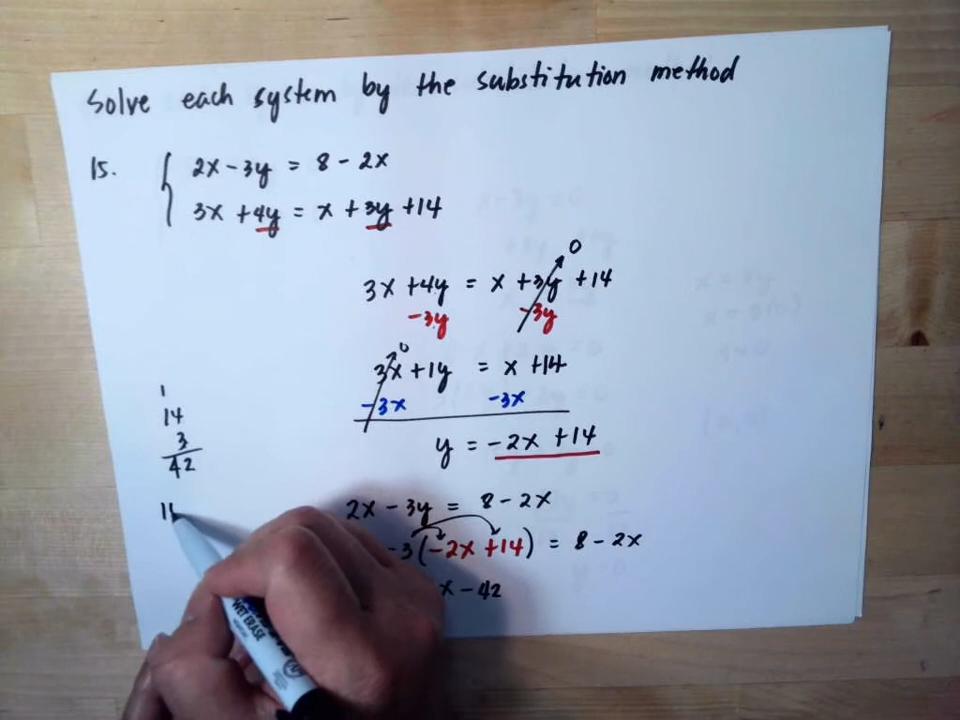 Solve each system by the substitution method
15. 2x - 3y = 8 - 2x
3x + 4y = x + 3y + 14
0
3x + 4y = x + 3y + 14
-3y -3y
0
3x + 1y = x + 14
-3x -3x
y = -2x + 14
1
14
3
42
2x - 3y = 8 - 2x
-3(-2x + 14) = 8 - 2x
x - 42
WET ERASE